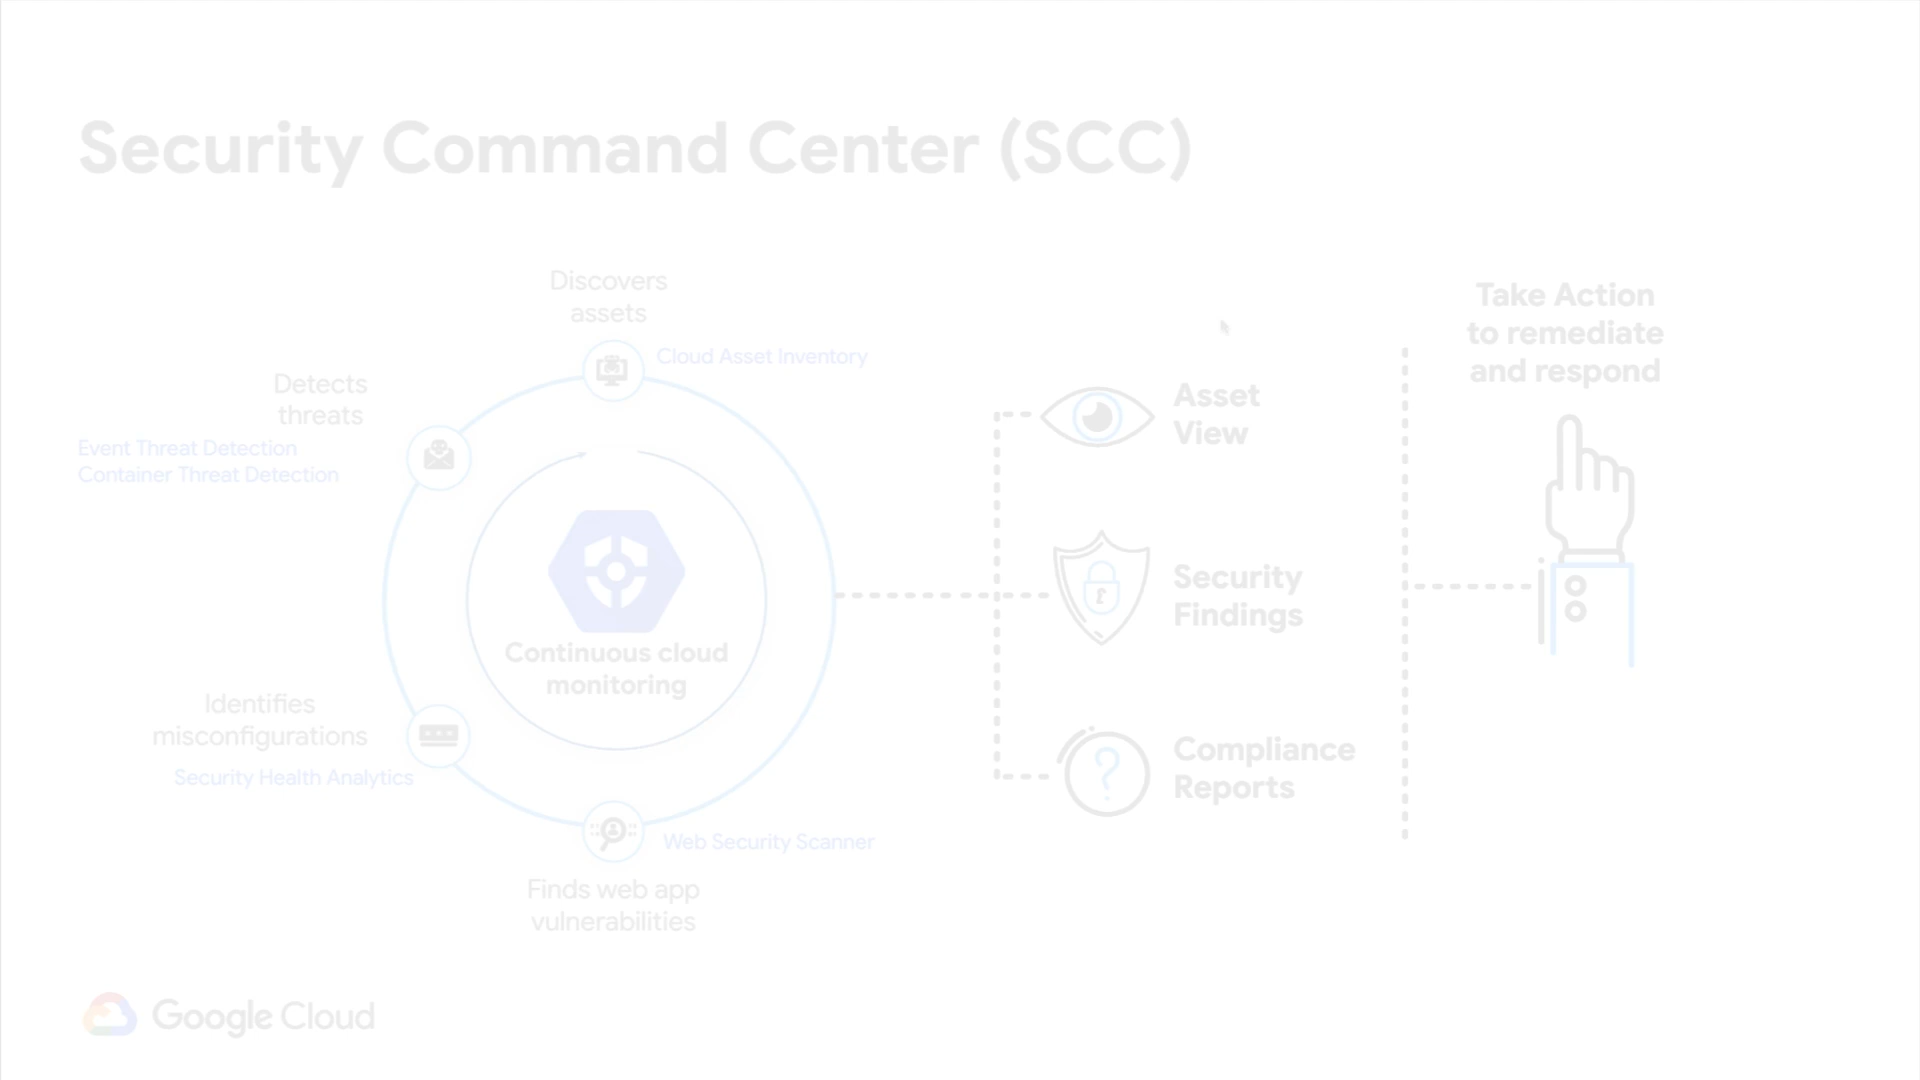 Security Command Center (SCC)
Discovers
assets
Cloud Asset Inventory
Detects
threats
Event Threat Detection
Container Threat Detection
Continuous cloud
monitoring
Identifies
misconfigurations
Security Health Analytics
Web Security Scanner
Finds web app
vulnerabilities
Asset
View
Security
Findings
Compliance
Reports
Take Action
to remediate
and respond
Google Cloud